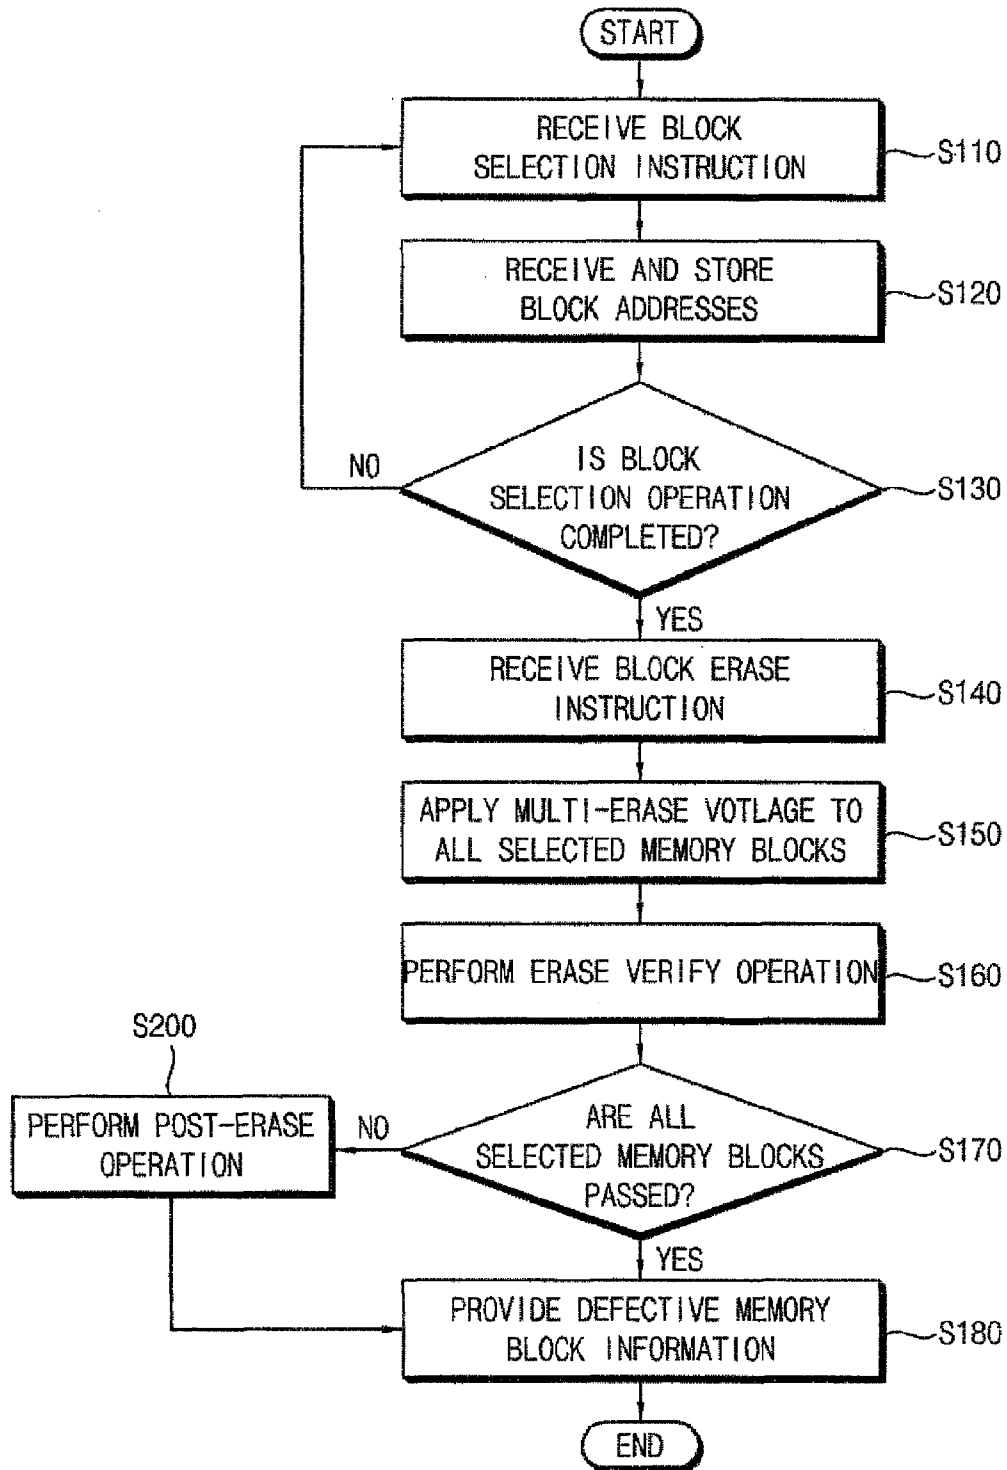 START
RECEIVE BLOCK
SELECTION INSTRUCTION
S110
RECEIVE AND STORE
BLOCK ADDRESSES
S120
IS BLOCK
SELECTION OPERATION
COMPLETED?
S130
NO
YES
RECEIVE BLOCK ERASE
INSTRUCTION
S140
APPLY MULTI-ERASE VOTLAGE TO
ALL SELECTED MEMORY BLOCKS
S150
PERFORM ERASE VERIFY OPERATION
S160
S200
PERFORM POST-ERASE
OPERATION
NO
ARE ALL
SELECTED MEMORY BLOCKS
PASSED?
S170
YES
PROVIDE DEFECTIVE MEMORY
BLOCK INFORMATION
S180
END